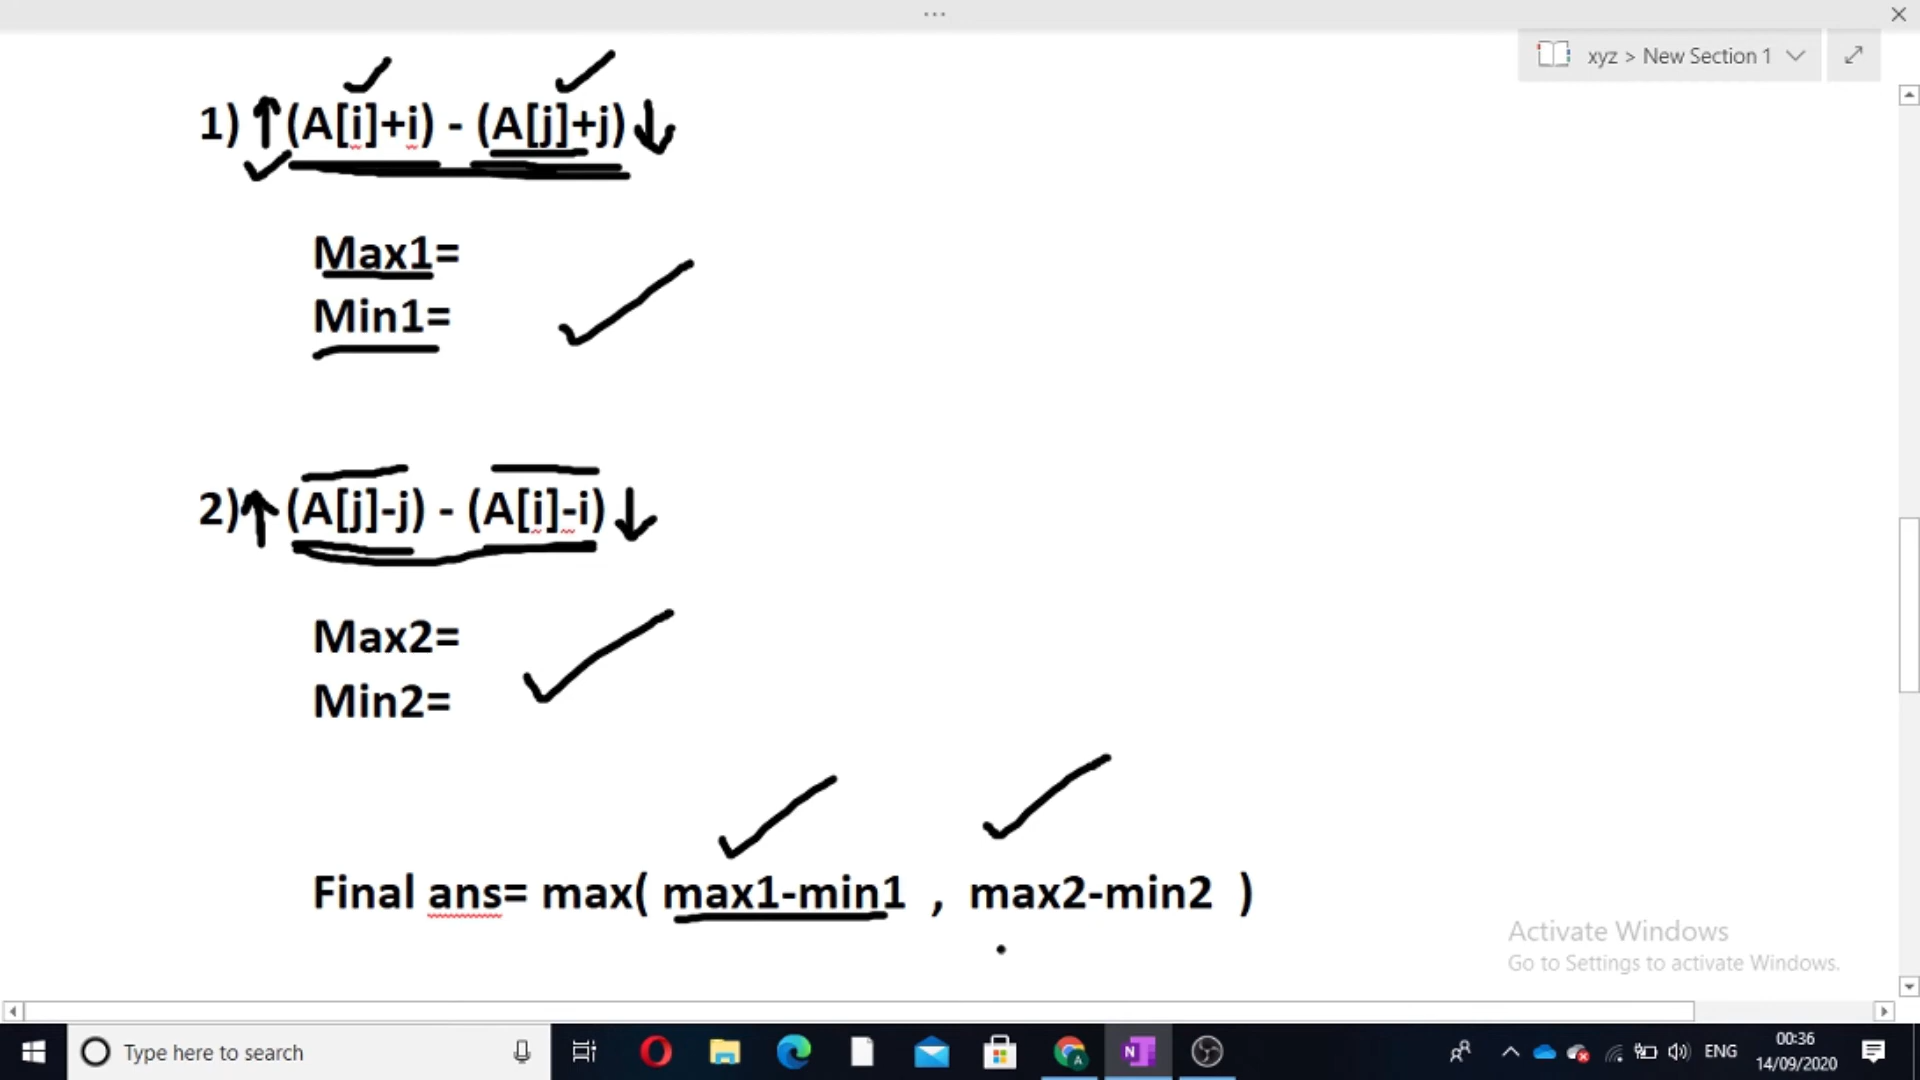 xyz > New Section 1
1) (A[i]+i) - (A[j]+j)
Max1=
Min1=
2) (A[j]-j) - (A[i]-i)
Max2=
Min2=
Final ans= max( max1-min1 , max2-min2 )
Activate Windows
Go to Settings to activate Windows.
Type here to search
ENG
00:36
14/09/2020